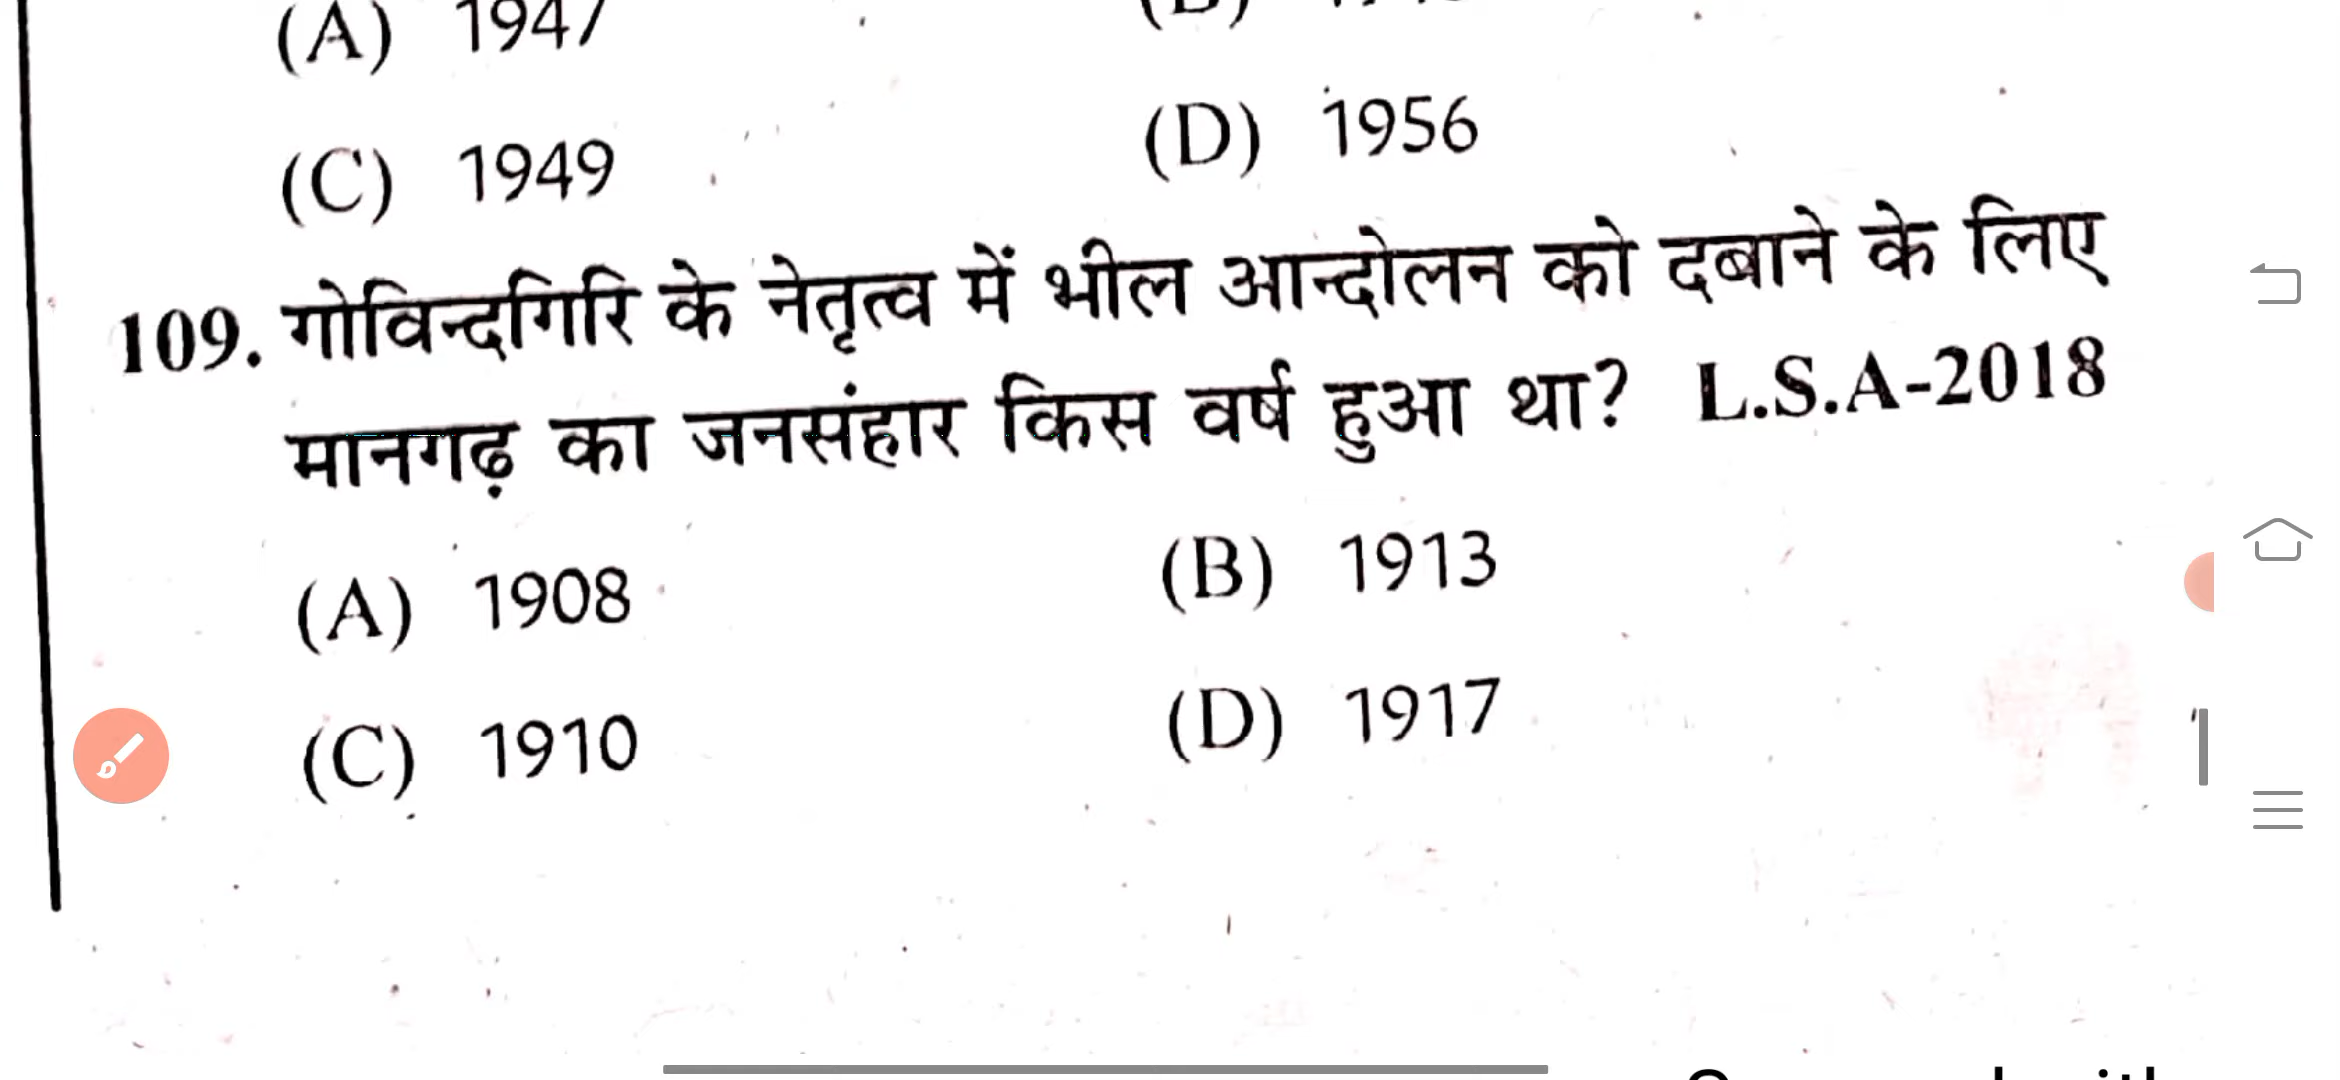 (A) 1947
(C) 1949
(D) 1956
109. गोविन्दगिरि के नेतृत्व में भील आन्दोलन को दबाने के लिए
मानगढ़ का जनसंहार किस वर्ष हुआ था? L.S.A-2018
(A) 1908
(B) 1913
(C) 1910
(D) 1917